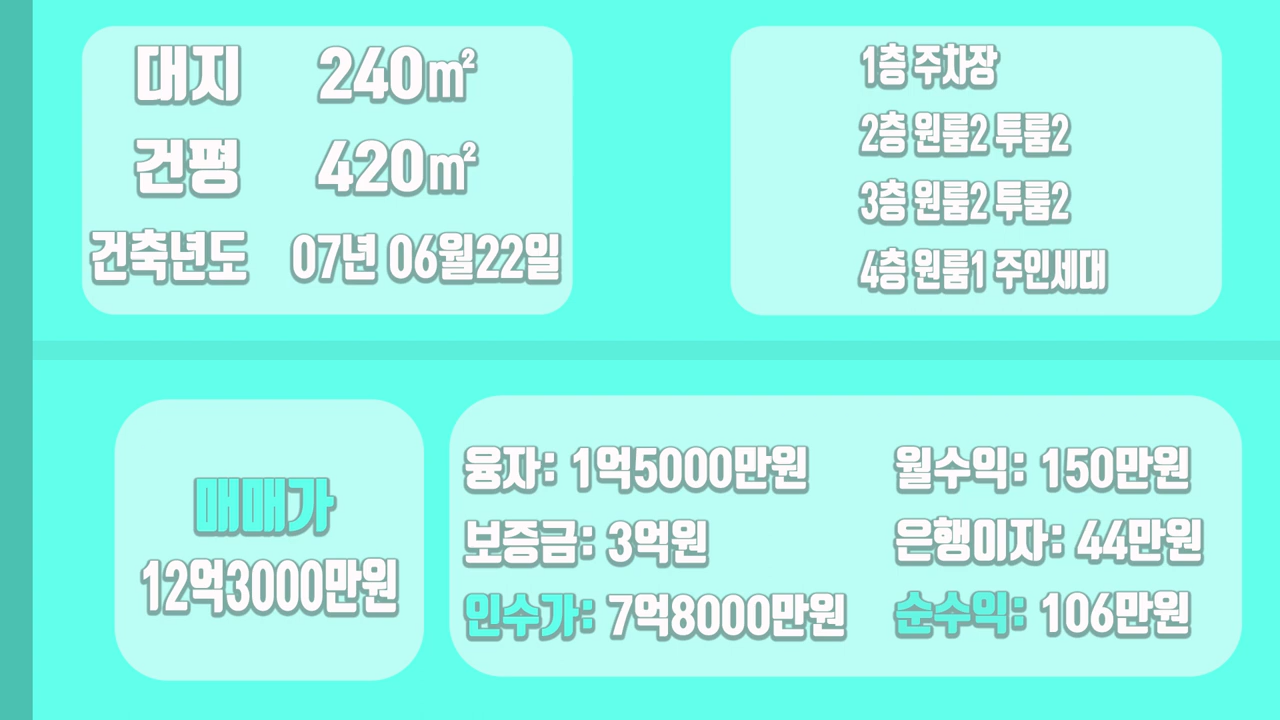 대지 240㎡
건평 420㎡
건축년도 07년 06월22일
1층 주차장
2층 원룸2 투룸2
3층 원룸2 투룸2
4층 원룸1 주인세대
매매가
12억3000만원
융자: 1억5000만원
보증금: 3억원
인수가: 7억8000만원
월수익: 150만원
은행이자: 44만원
순수익: 106만원